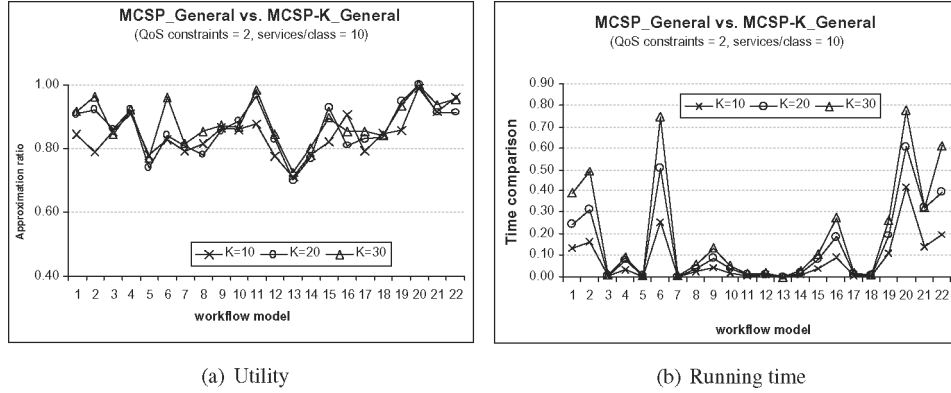 MCSP_General vs. MCSP-K_General
(QoS constraints = 2, services/class = 10)
Approximation ratio
1.00
0.80
0.60
0.40
K=10 K=20 K=30
1 2 3 4 5 6 7 8 9 10 11 12 13 14 15 16 17 18 19 20 21 22
workflow model
(a) Utility
MCSP_General vs. MCSP-K_General
(QoS constraints = 2, services/class = 10)
Time comparison
0.90
0.80
0.70
0.60
0.50
0.40
0.30
0.20
0.10
0.00
K=10 K=20 K=30
1 2 3 4 5 6 7 8 9 10 11 12 13 14 15 16 17 18 19 20 21 22
workflow model
(b) Running time